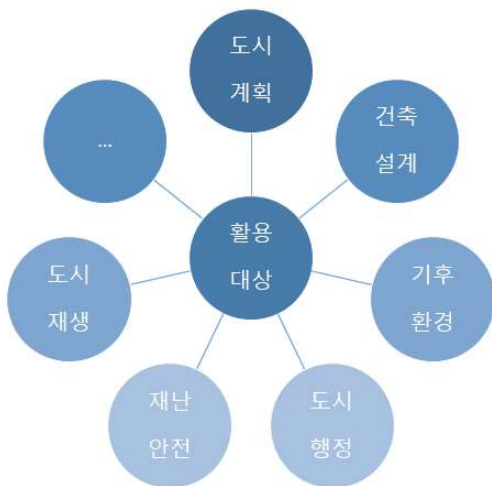 도시
계획
건축
설계
기후
환경
도시
행정
재난
안전
도시
재생
...
활용
대상